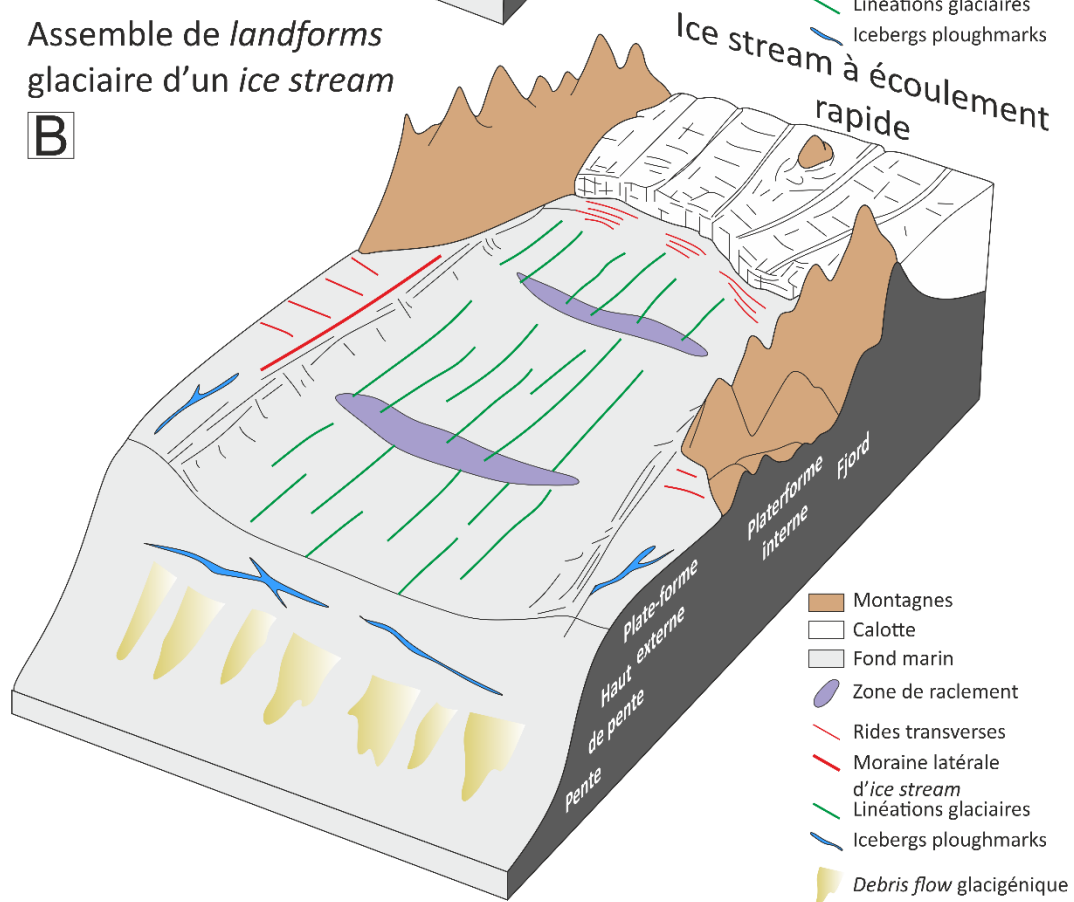 Linéations glaciaires
Icebergs ploughmarks
Assemble de landforms
glaciaire d'un ice stream
B
Ice stream à écoulement
rapide
Fjord
Platerforme
interne
Plate-forme
externe
Haut
de pente
Pente
Montagnes
Calotte
Fond marin
Zone de raclement
Rides transverses
Moraine latérale
d'ice stream
Linéations glaciaires
Icebergs ploughmarks
Debris flow glacigénique